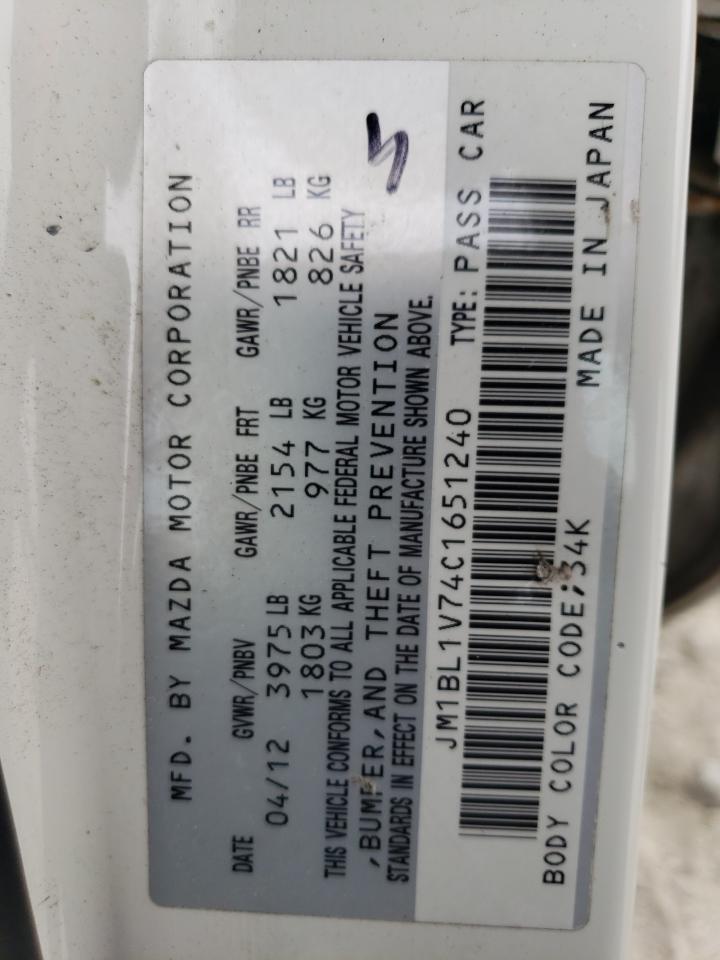 MFD. BY MAZDA MOTOR CORPORATION
DATE GVWR/PNBV GAWR/PNBE FRT GAWR/PNBE RR
04/12 3975 LB 2154 LB 1821 LB
1803 KG 977 KG 826 KG
THIS VEHICLE CONFORMS TO ALL APPLICABLE FEDERAL MOTOR VEHICLE SAFETY
,BUMPER,AND THEFT PREVENTION
STANDARDS IN EFFECT ON THE DATE OF MANUFACTURE SHOWN ABOVE.
5
JM1BL1V74C1651240 TYPE: PASS CAR
BODY COLOR CODE:34K MADE IN JAPAN